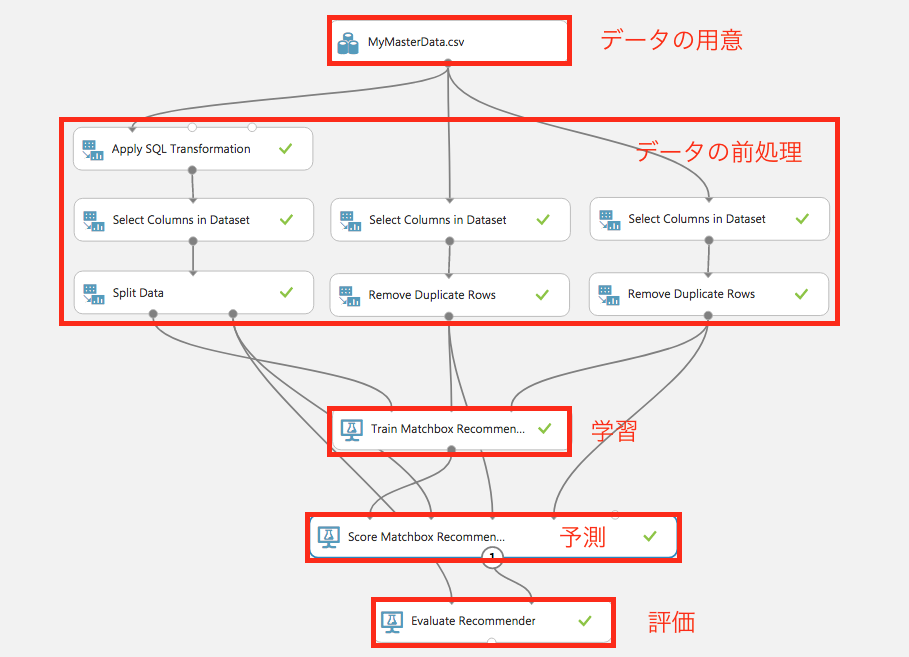 MyMasterData.csv
データの用意
データの前処理
Apply SQL Transformation
Select Columns in Dataset
Select Columns in Dataset
Select Columns in Dataset
Split Data
Remove Duplicate Rows
Remove Duplicate Rows
Train Matchbox Recommen...
学習
Score Matchbox Recommen...
予測
1
Evaluate Recommender
評価